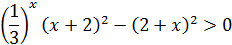 (1/3)^x (x + 2)² − (2 + x)² > 0